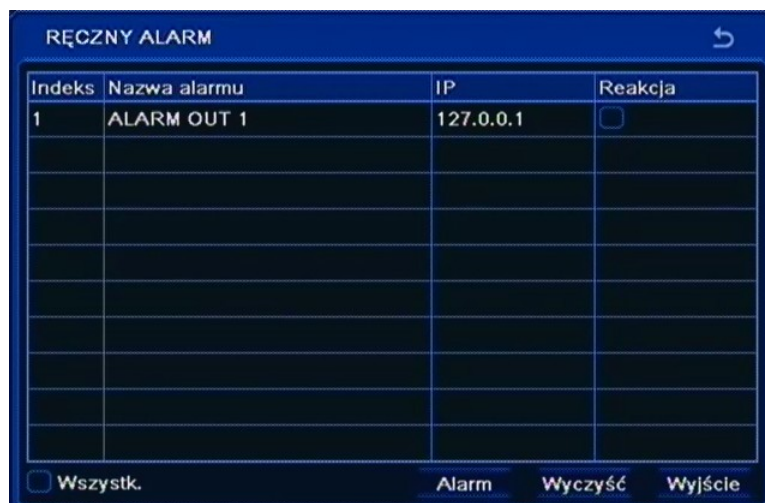 RĘCZNY ALARM
Indeks Nazwa alarmu IP Reakcja
1 ALARM OUT 1 127.0.0.1
Wszystk. Alarm Wyczyść Wyjście